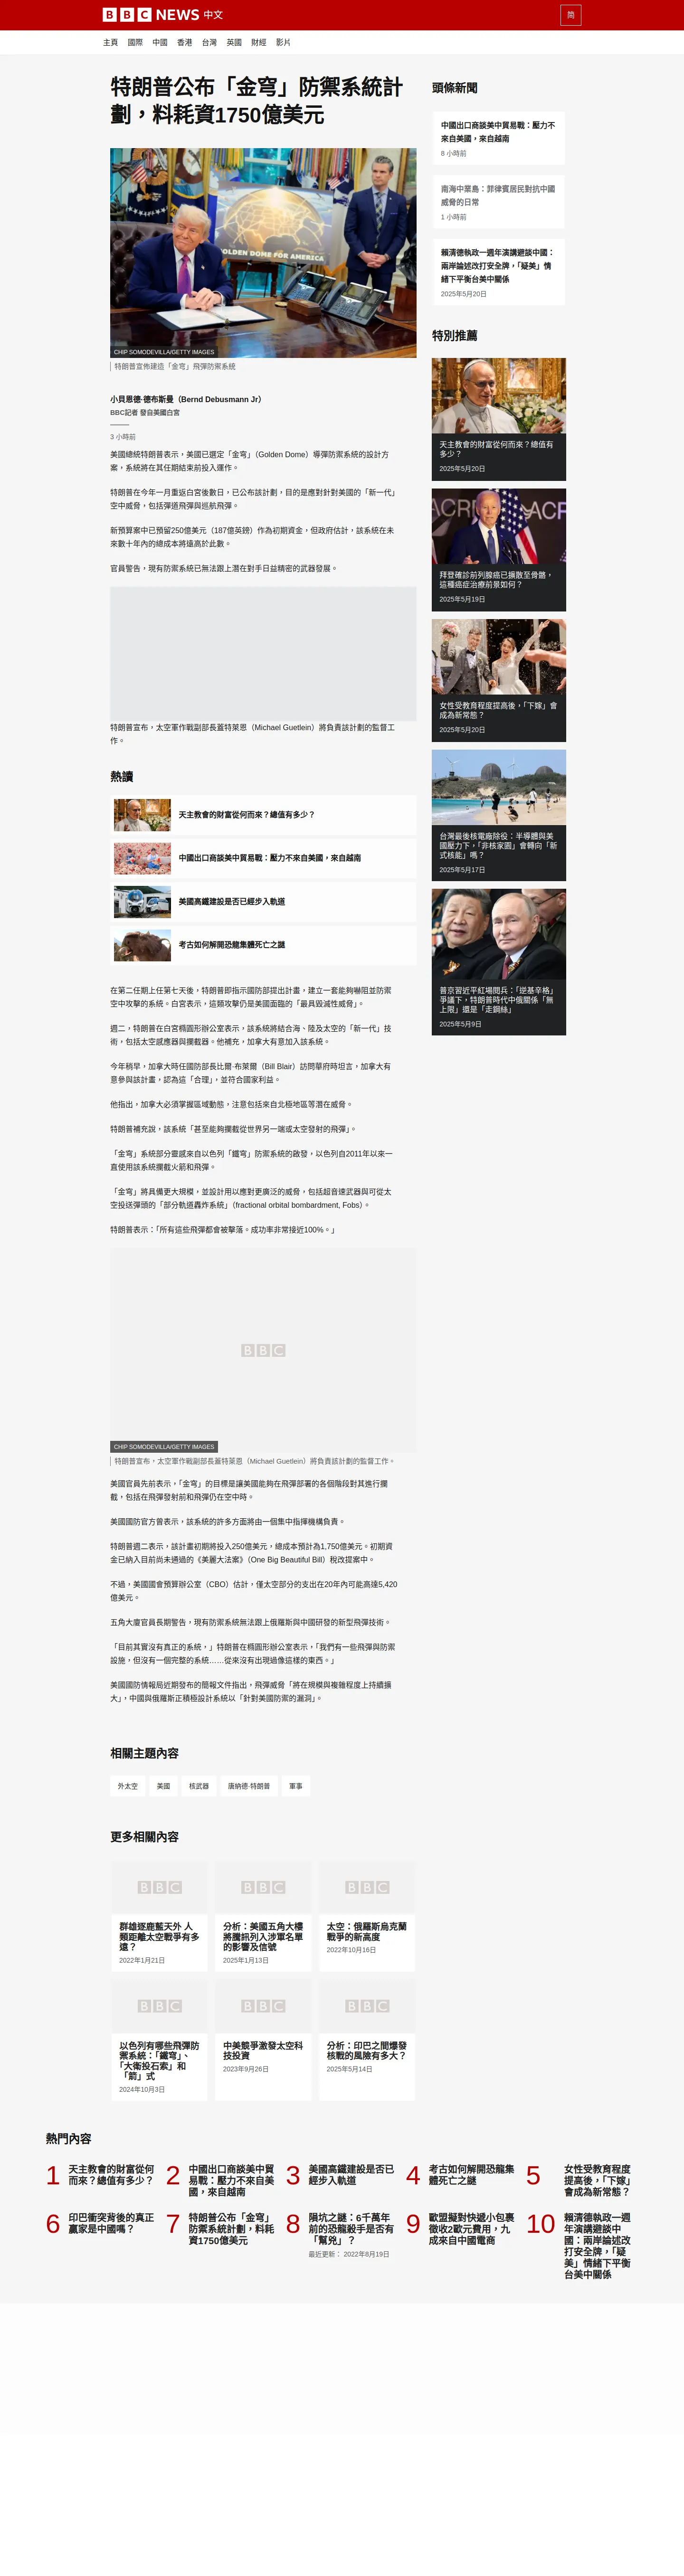 BBC NEWS 中文
简
主頁 國際 中國 香港 台灣 英國 財經 影片
特朗普公布「金穹」防禦系統計
劃，料耗資1750億美元
GOLDEN DOME FOR AMERICA
CHIP SOMODEVILLA/GETTY IMAGES
特朗普宣佈建造「金穹」飛彈防禦系統
小貝恩德·德布斯曼（Bernd Debusmann Jr）
BBC記者 發自美國白宮
3 小時前
美國總統特朗普表示，美國已選定「金穹」（Golden Dome）導彈防禦系統的設計方
案，系統將在其任期結束前投入運作。
特朗普在今年一月重返白宮後數日，已公布該計劃，目的是應對針對美國的「新一代」
空中威脅，包括彈道飛彈與巡航飛彈。
新預算案中已預留250億美元（187億英鎊）作為初期資金，但政府估計，該系統在未
來數十年內的總成本將遠高於此數。
官員警告，現有防禦系統已無法跟上潛在對手日益精密的武器發展。
特朗普宣布，太空軍作戰副部長蓋特萊恩（Michael Guetlein）將負責該計劃的監督工
作。
熱讀
天主教會的財富從何而來？總值有多少？
中國出口商談美中貿易戰：壓力不來自美國，來自越南
美國高鐵建設是否已經步入軌道
考古如何解開恐龍集體死亡之謎
在第二任期上任第七天後，特朗普即指示國防部提出計畫，建立一套能夠嚇阻並防禦
空中攻擊的系統。白宮表示，這類攻擊仍是美國面臨的「最具毀滅性威脅」。
週二，特朗普在白宮橢圓形辦公室表示，該系統將結合海、陸及太空的「新一代」技
術，包括太空感應器與攔截器。他補充，加拿大有意加入該系統。
今年稍早，加拿大時任國防部長比爾·布萊爾（Bill Blair）訪問華府時坦言，加拿大有
意參與該計畫，認為這「合理」，並符合國家利益。
他指出，加拿大必須掌握區域動態，注意包括來自北極地區等潛在威脅。
特朗普補充說，該系統「甚至能夠攔截從世界另一端或太空發射的飛彈」。
「金穹」系統部分靈感來自以色列「鐵穹」防禦系統的啟發，以色列自2011年以來一
直使用該系統攔截火箭和飛彈。
「金穹」將具備更大規模，並設計用以應對更廣泛的威脅，包括超音速武器與可從太
空投送彈頭的「部分軌道轟炸系統」（fractional orbital bombardment, Fobs）。
特朗普表示：「所有這些飛彈都會被擊落。成功率非常接近100%。」
BBC
CHIP SOMODEVILLA/GETTY IMAGES
特朗普宣布，太空軍作戰副部長蓋特萊恩（Michael Guetlein）將負責該計劃的監督工作。
美國官員先前表示，「金穹」的目標是讓美國能夠在飛彈部署的各個階段對其進行攔
截，包括在飛彈發射前和飛彈仍在空中時。
美國國防官方曾表示，該系統的許多方面將由一個集中指揮機構負責。
特朗普週二表示，該計畫初期將投入250億美元，總成本預計為1,750億美元。初期資
金已納入目前尚未通過的《美麗大法案》（One Big Beautiful Bill）稅改提案中。
不過，美國國會預算辦公室（CBO）估計，僅太空部分的支出在20年內可能高達5,420
億美元。
五角大廈官員長期警告，現有防禦系統無法跟上俄羅斯與中國研發的新型飛彈技術。
「目前其實沒有真正的系統，」特朗普在橢圓形辦公室表示，「我們有一些飛彈與防禦
設施，但沒有一個完整的系統……從來沒有出現過像這樣的東西。」
美國國防情報局近期發布的簡報文件指出，飛彈威脅「將在規模與複雜程度上持續擴
大」，中國與俄羅斯正積極設計系統以「針對美國防禦的漏洞」。
相關主題內容
外太空 美國 核武器 唐納德·特朗普 軍事
更多相關內容
BBC BBC BBC
群雄逐鹿藍天外 人
類距離太空戰爭有多
遠？
2022年1月21日
分析：美國五角大樓
將騰訊列入涉軍名單
的影響及信號
2025年1月13日
太空：俄羅斯烏克蘭
戰爭的新高度
2022年10月16日
BBC BBC BBC
以色列有哪些飛彈防
禦系統：「鐵穹」、
「大衛投石索」和
「箭」式
2024年10月3日
中美競爭激發太空科
技投資
2023年9月26日
分析：印巴之間爆發
核戰的風險有多大？
2025年5月14日
頭條新聞
中國出口商談美中貿易戰：壓力不
來自美國，來自越南
8 小時前
南海中業島：菲律賓居民對抗中國
威脅的日常
1 小時前
賴清德執政一週年演講避談中國：
兩岸論述改打安全牌，「疑美」情
緒下平衡台美中關係
2025年5月20日
特別推薦
天主教會的財富從何而來？總值有
多少？
2025年5月20日
拜登確診前列腺癌已擴散至骨骼，
這種癌症治療前景如何？
2025年5月19日
女性受教育程度提高後，「下嫁」會
成為新常態？
2025年5月20日
台灣最後核電廠除役：半導體與美
國壓力下，「非核家園」會轉向「新
式核能」嗎？
2025年5月17日
普京習近平紅場閱兵：「逆基辛格」
爭議下，特朗普時代中俄關係「無
上限」還是「走鋼絲」
2025年5月9日
熱門內容
1 天主教會的財富從何
而來？總值有多少？
2 中國出口商談美中貿
易戰：壓力不來自美
國，來自越南
3 美國高鐵建設是否已
經步入軌道
4 考古如何解開恐龍集
體死亡之謎
5 女性受教育程度
提高後，「下嫁」
會成為新常態？
6 印巴衝突背後的真正
贏家是中國嗎？
7 特朗普公布「金穹」
防禦系統計劃，料耗
資1750億美元
8 隕坑之謎：6千萬年
前的恐龍殺手是否有
「幫兇」？
最近更新： 2022年8月19日
9 歐盟擬對快遞小包裹
徵收2歐元費用，九
成來自中國電商
10 賴清德執政一週
年演講避談中
國：兩岸論述改
打安全牌，「疑
美」情緒下平衡
台美中關係